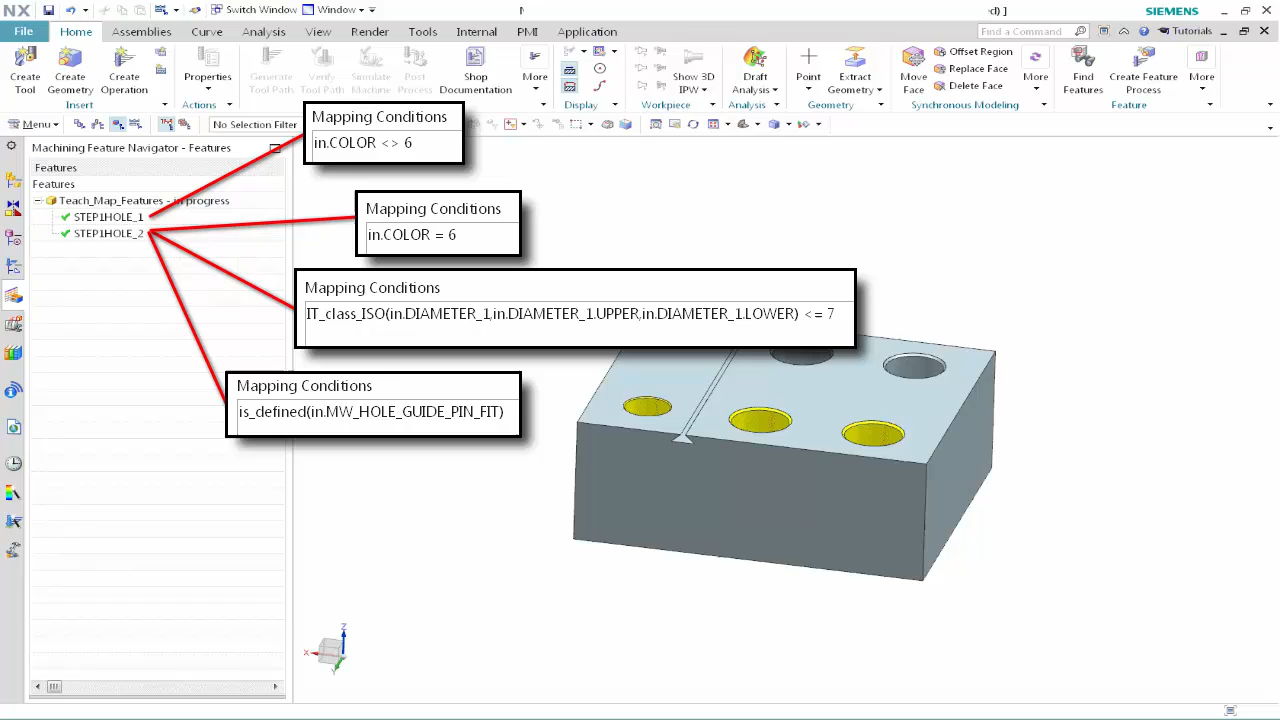 NX
Switch Window
Window
-d) ]
SIEMENS
File
Home
Assemblies
Curve
Analysis
View
Render
Tools
Internal
PMI
Application
Find a Command
Tutorials
Create
Tool
Create
Geometry
Create
Operation
Insert
Properties
Actions
Generate
Tool Path
Verify
Tool Path
Simulate
Machine
Post
Process
Shop
Documentation
More
Display
Show 3D
IPW
Workpiece
Draft
Analysis
Analysis
Point
Extract
Geometry
Geometry
Move
Face
Offset Region
Replace Face
Delete Face
More
Synchronous Modeling
Find
Features
Create Feature
Process
More
Feature
Menu
No Selection Filter
Machining Feature Navigator - Features
Features
Features
Teach_Map_Features - in progress
STEP1HOLE_1
STEP1HOLE_2
Mapping Conditions
in.COLOR <> 6
Mapping Conditions
in.COLOR = 6
Mapping Conditions
IT_class_ISO(in.DIAMETER_1,in.DIAMETER_1.UPPER,in.DIAMETER_1.LOWER) <= 7
Mapping Conditions
is_defined(in.MW_HOLE_GUIDE_PIN_FIT)
Z
X
Y